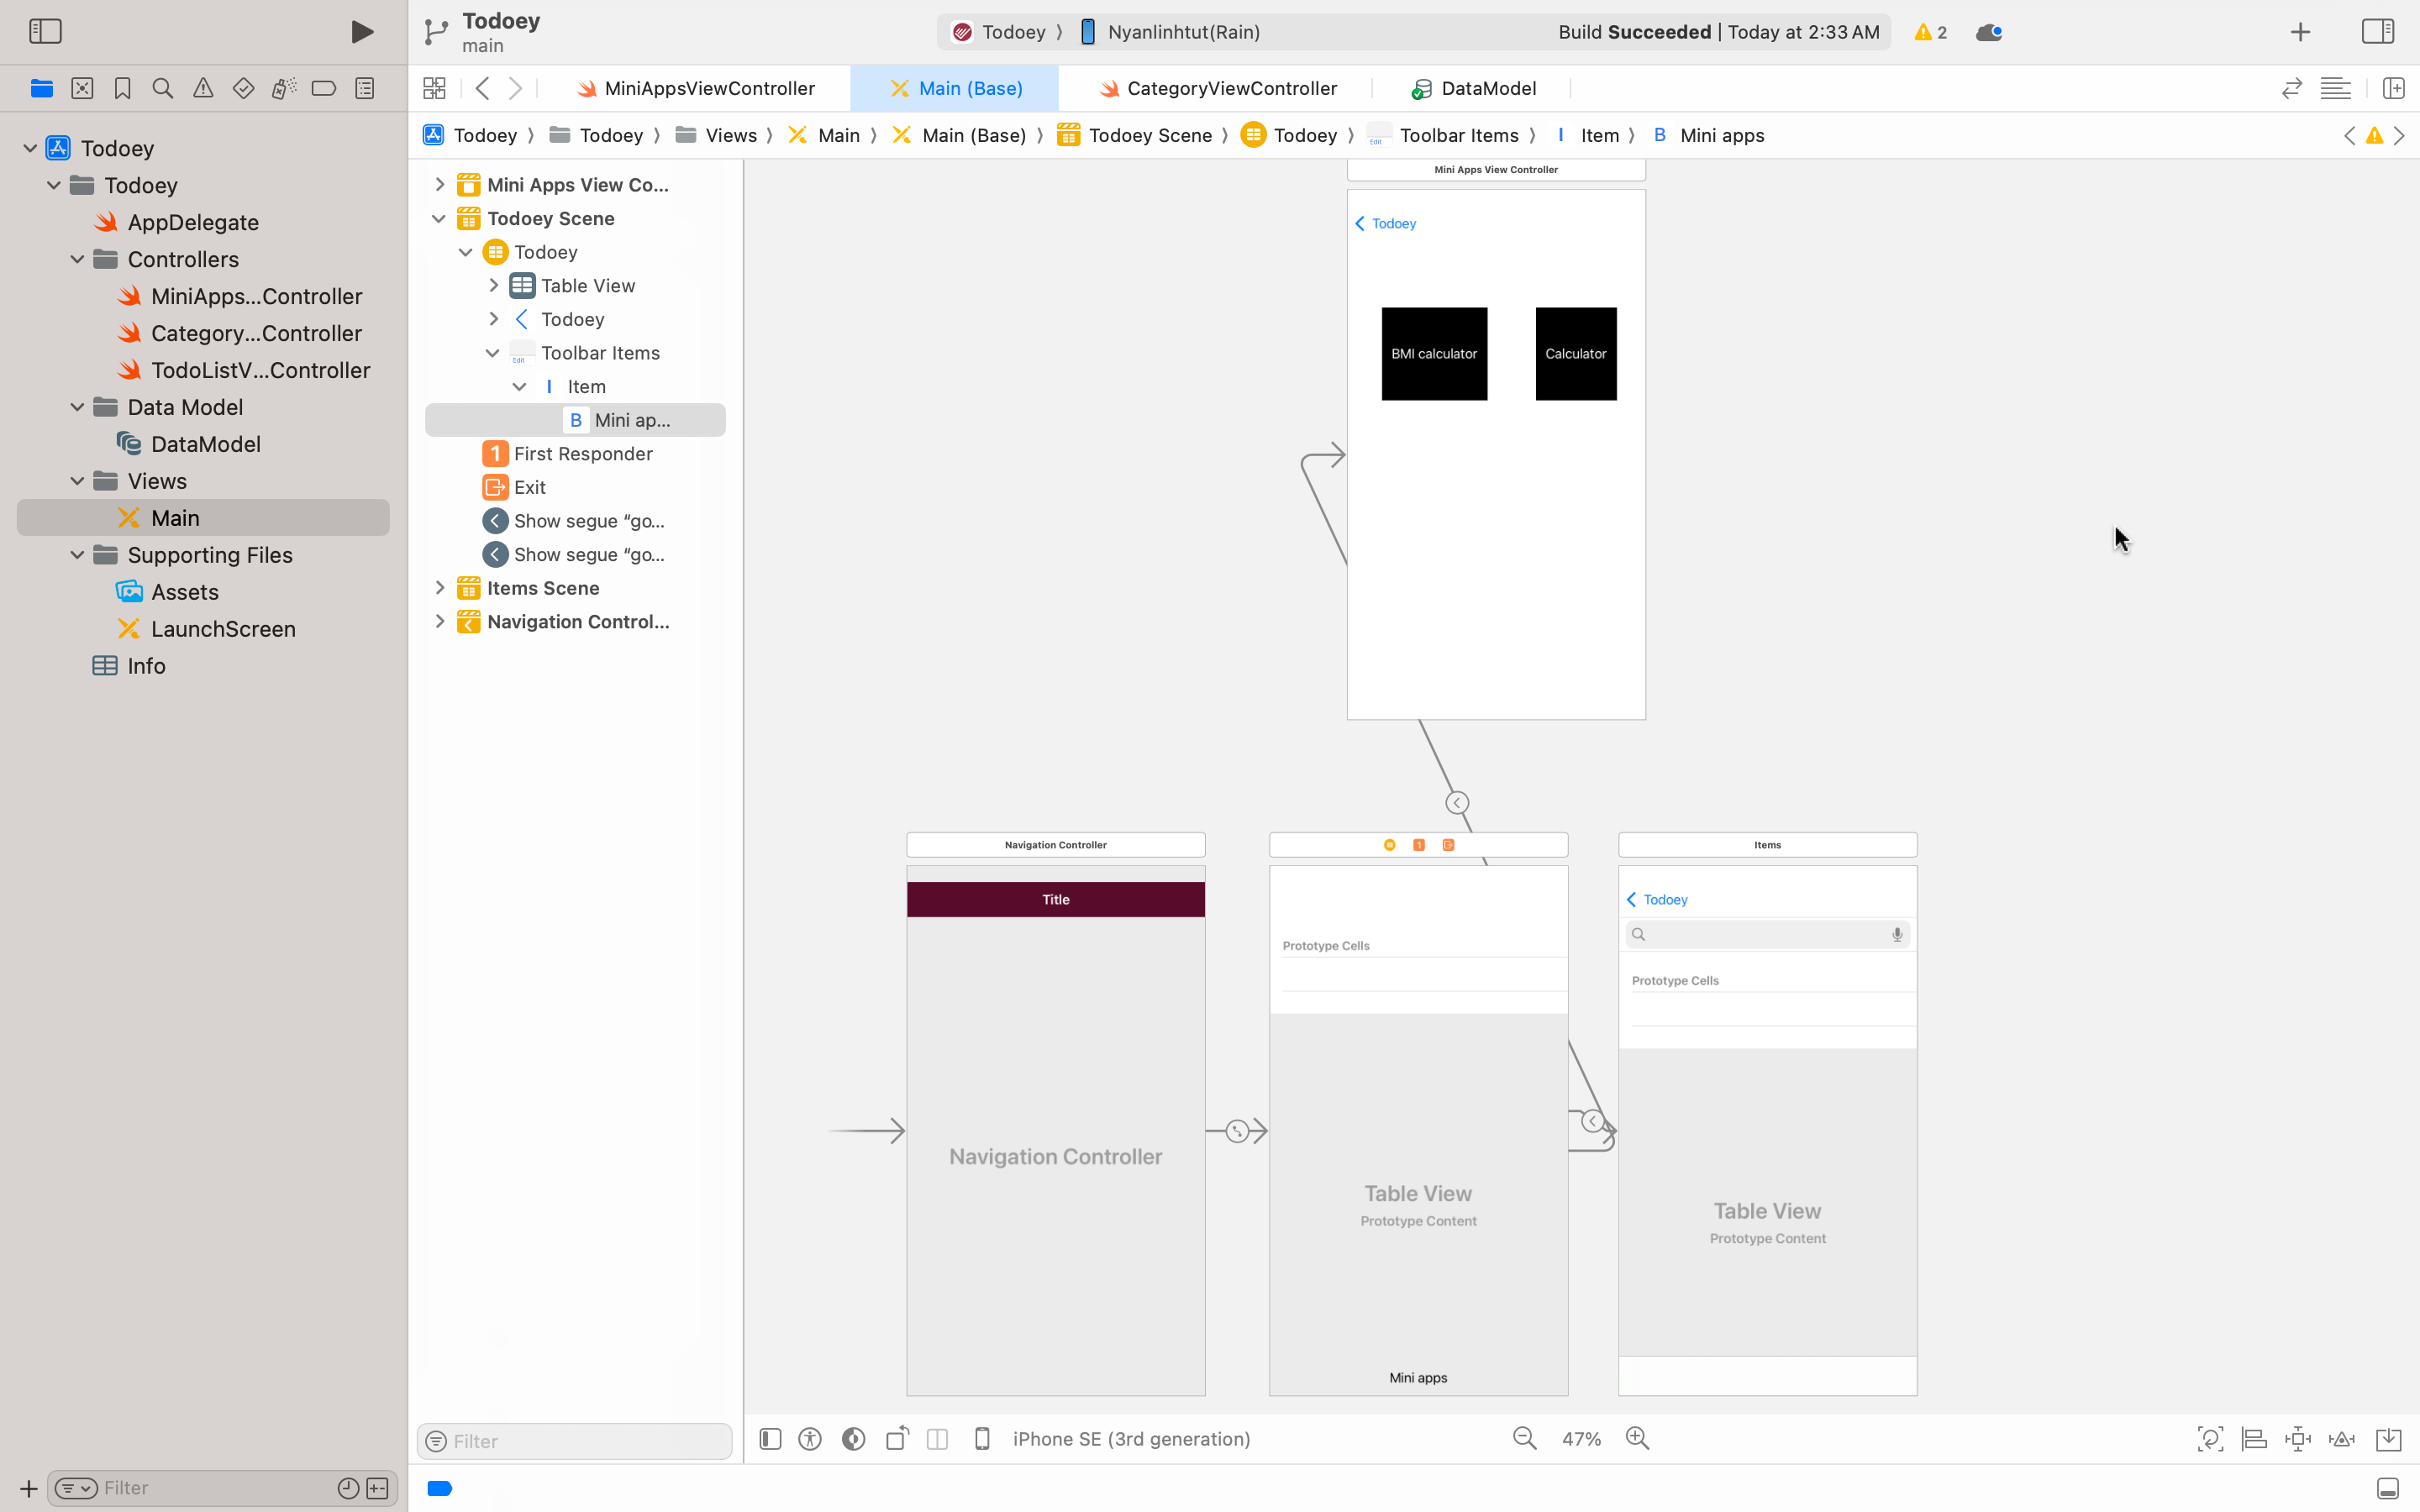 Todoey
main
Todoey
Nyanlinhtut(Rain)
Build Succeeded | Today at 2:33 AM
2
MiniAppsViewController
Main (Base)
CategoryViewController
DataModel
Todoey
Todoey
Views
Main
Main (Base)
Todoey Scene
Todoey
Edit
Toolbar Items
I
Item
B
Mini apps
Todoey
Todoey
AppDelegate
Controllers
MiniApps...Controller
Category...Controller
TodoListV...Controller
Data Model
DataModel
Views
Main
Supporting Files
Assets
LaunchScreen
Info
Filter
Mini Apps View Co...
Todoey Scene
Todoey
Table View
Todoey
Edit
Toolbar Items
I
Item
B
Mini ap...
1
First Responder
Exit
Show segue “go...
Show segue “go...
Items Scene
Navigation Control...
Filter
Mini Apps View Controller
Todoey
BMI calculator
Calculator
Navigation Controller
Title
Navigation Controller
1
Prototype Cells
Table View
Prototype Content
Mini apps
Items
Todoey
Prototype Cells
Table View
Prototype Content
iPhone SE (3rd generation)
47%